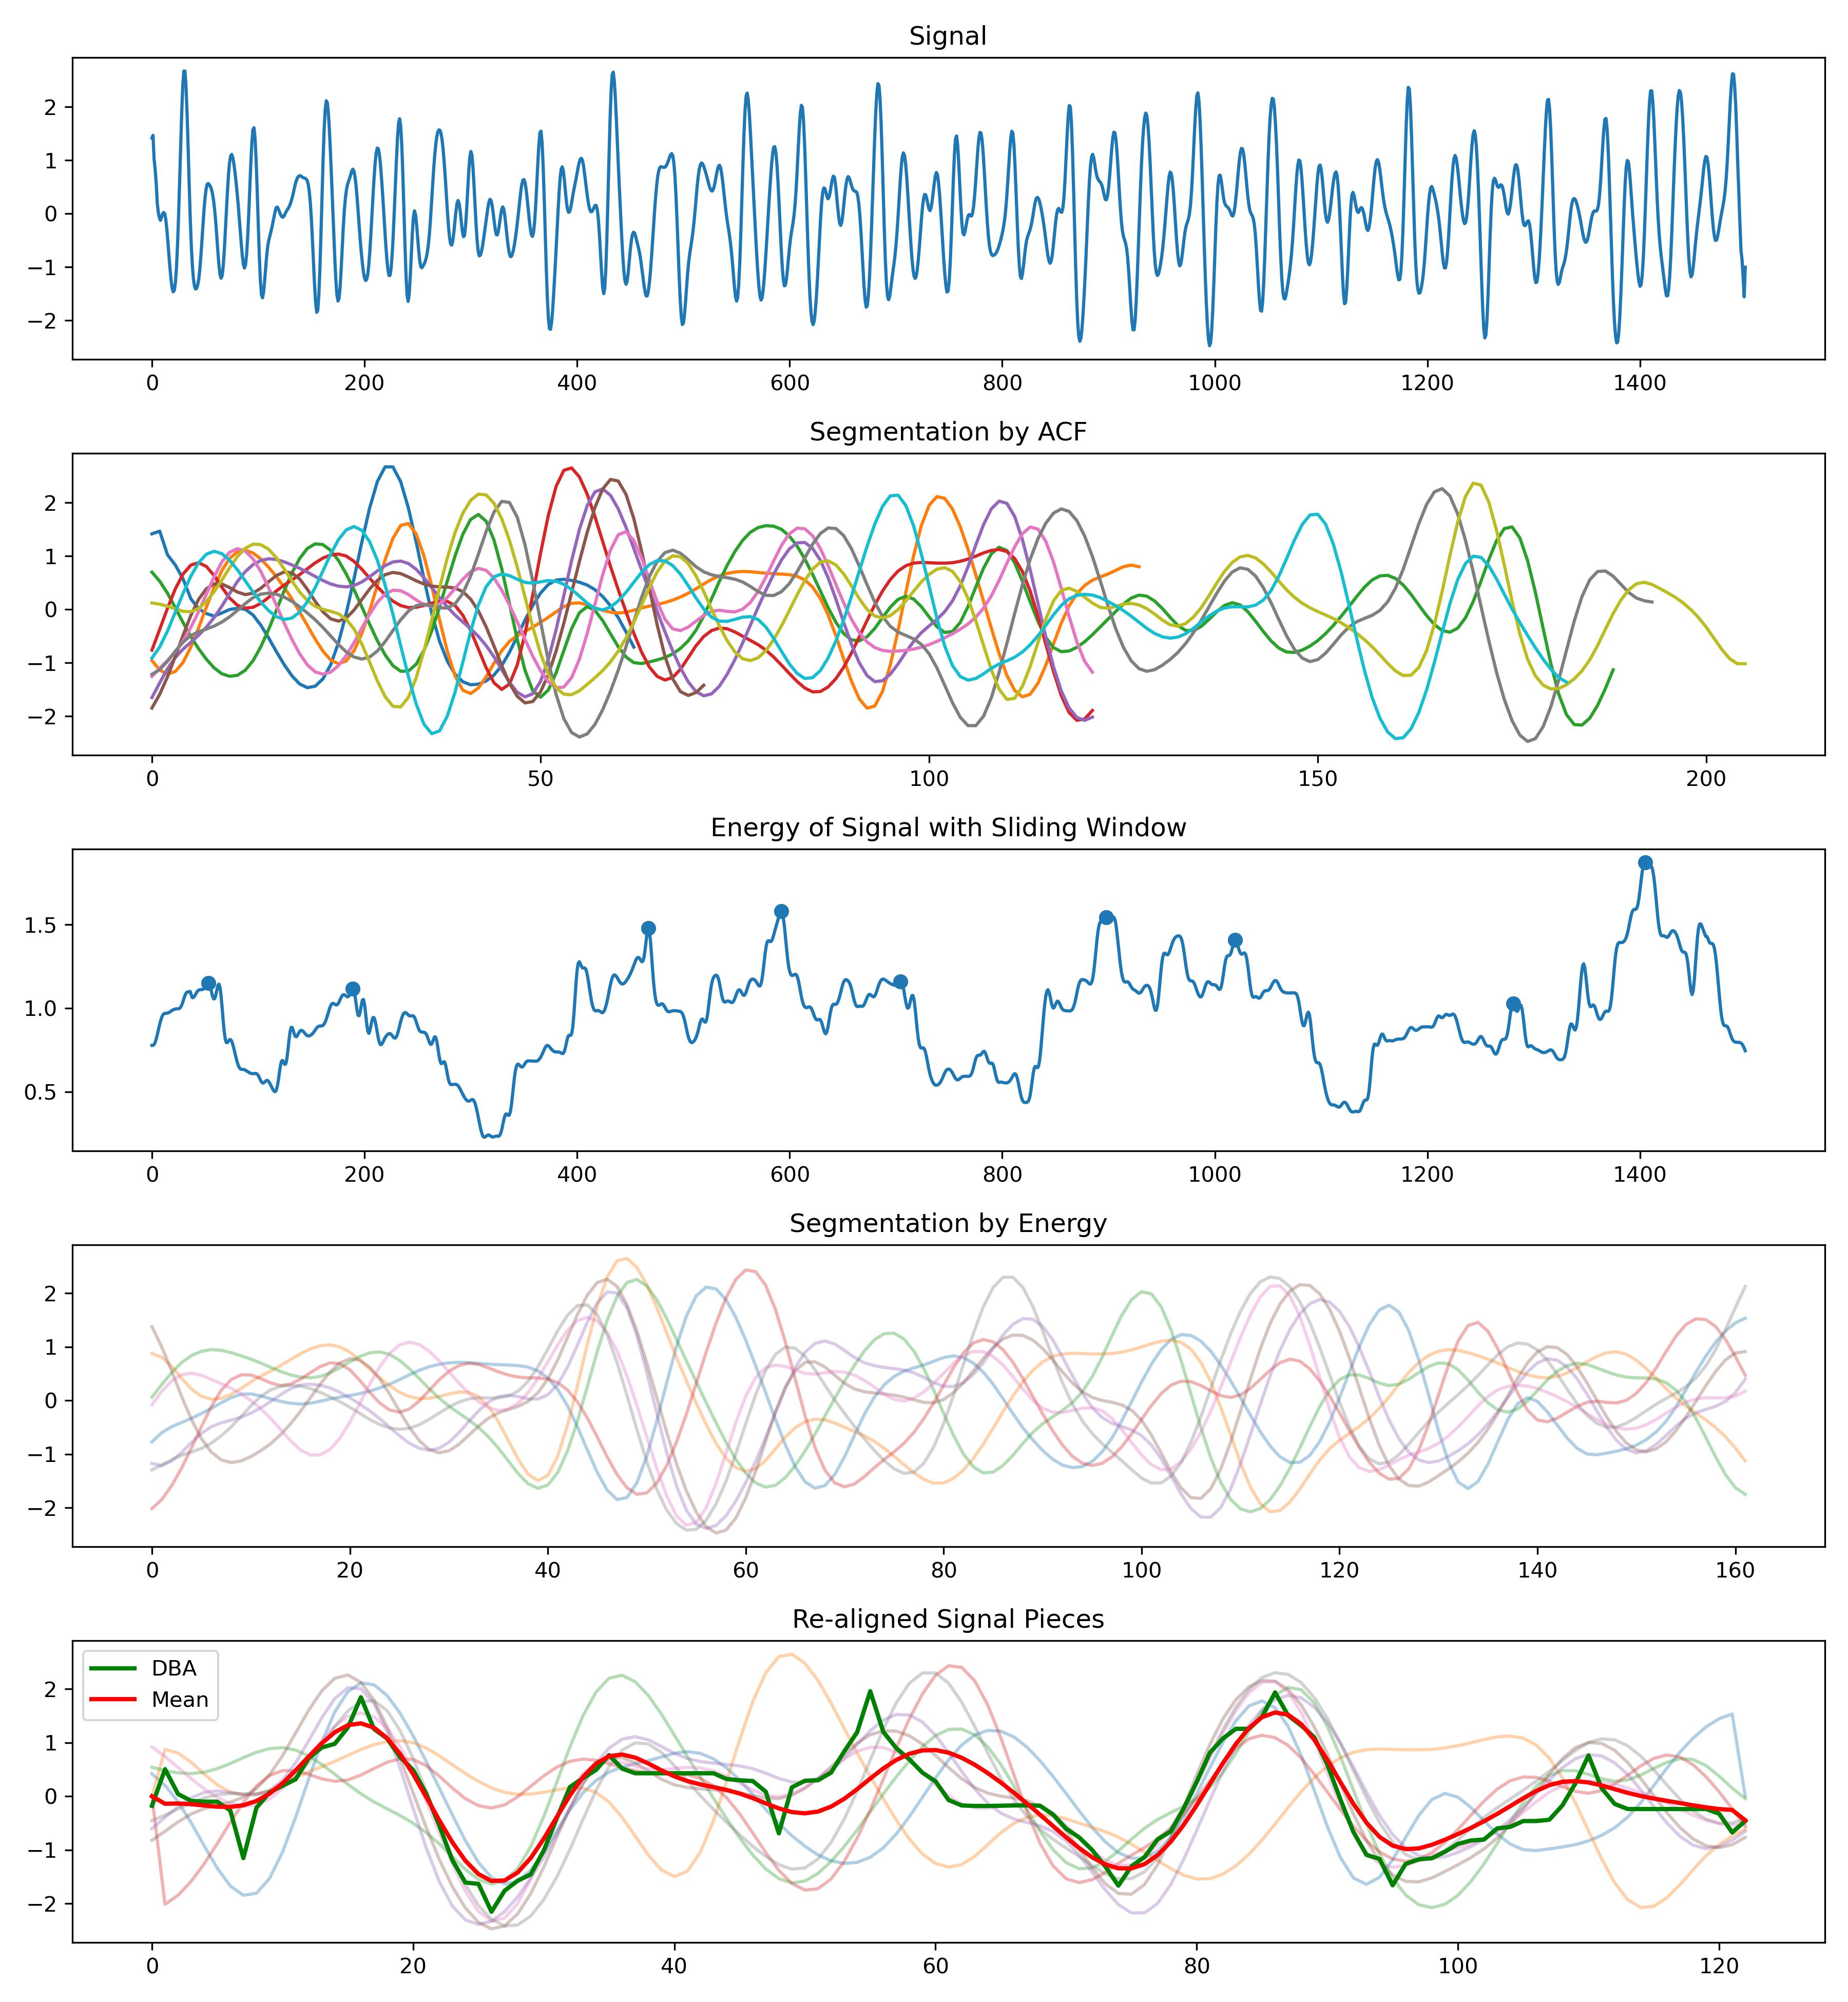 Signal
2
1
0
−1
−2
0 200 400 600 800 1000 1200 1400
Segmentation by ACF
2
1
0
−1
−2
0 50 100 150 200
Energy of Signal with Sliding Window
1.5
1.0
0.5
0 200 400 600 800 1000 1200 1400
Segmentation by Energy
2
1
0
−1
−2
0 20 40 60 80 100 120 140 160
Re-aligned Signal Pieces
DBA
Mean
2
1
0
−1
−2
0 20 40 60 80 100 120